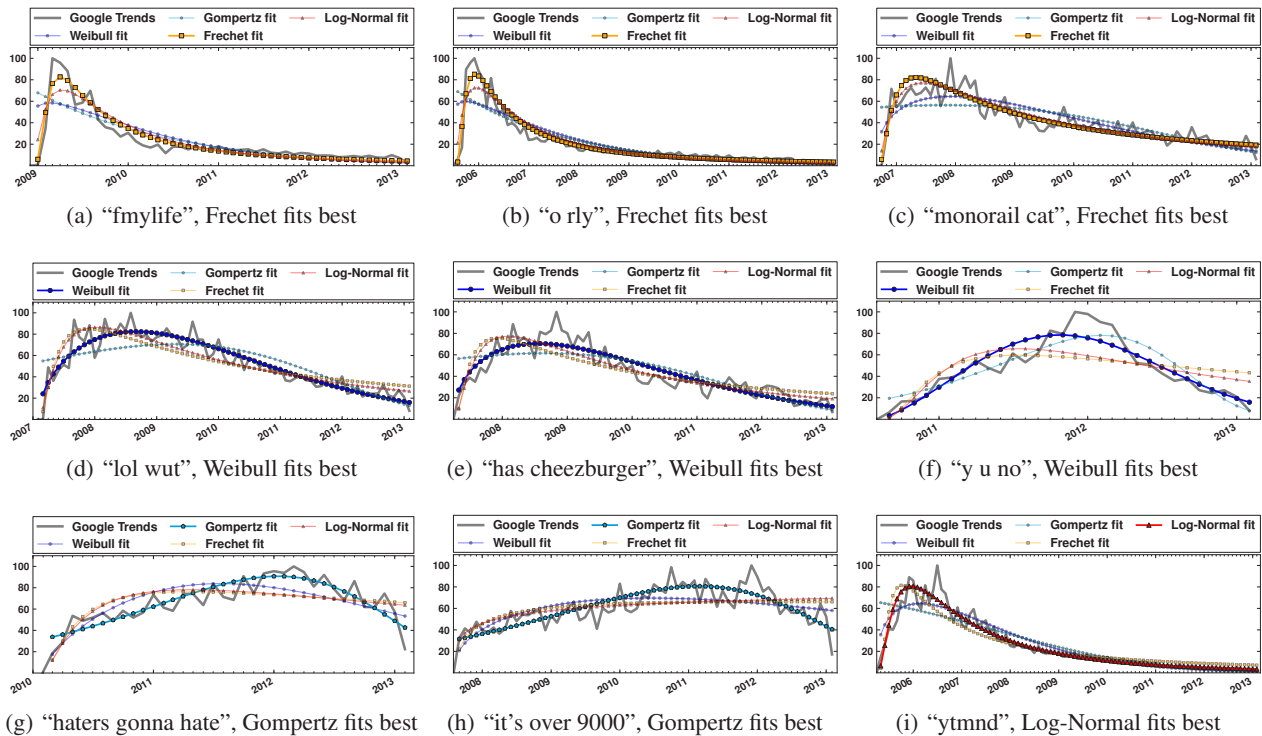 Google Trends Gompertz fit Log-Normal fit
Weibull fit Frechet fit
100
80
60
40
20
2009 2010 2011 2012 2013
(a) “fmylife”, Frechet fits best
Google Trends Gompertz fit Log-Normal fit
Weibull fit Frechet fit
100
80
60
40
20
2006 2007 2008 2009 2010 2011 2012 2013
(b) “o rly”, Frechet fits best
Google Trends Gompertz fit Log-Normal fit
Weibull fit Frechet fit
100
80
60
40
20
2007 2008 2009 2010 2011 2012 2013
(c) “monorail cat”, Frechet fits best
Google Trends Gompertz fit Log-Normal fit
Weibull fit Frechet fit
100
80
60
40
20
2007 2008 2009 2010 2011 2012 2013
(d) “lol wut”, Weibull fits best
Google Trends Gompertz fit Log-Normal fit
Weibull fit Frechet fit
100
80
60
40
20
2008 2009 2010 2011 2012 2013
(e) “has cheezburger”, Weibull fits best
Google Trends Gompertz fit Log-Normal fit
Weibull fit Frechet fit
100
80
60
40
20
2011 2012 2013
(f) “y u no”, Weibull fits best
Google Trends Gompertz fit Log-Normal fit
Weibull fit Frechet fit
100
80
60
40
20
2010 2011 2012 2013
(g) “haters gonna hate”, Gompertz fits best
Google Trends Gompertz fit Log-Normal fit
Weibull fit Frechet fit
100
80
60
40
20
2008 2009 2010 2011 2012 2013
(h) “it’s over 9000”, Gompertz fits best
Google Trends Gompertz fit Log-Normal fit
Weibull fit Frechet fit
100
80
60
40
20
2006 2007 2008 2009 2010 2011 2012 2013
(i) “ytmnd”, Log-Normal fits best